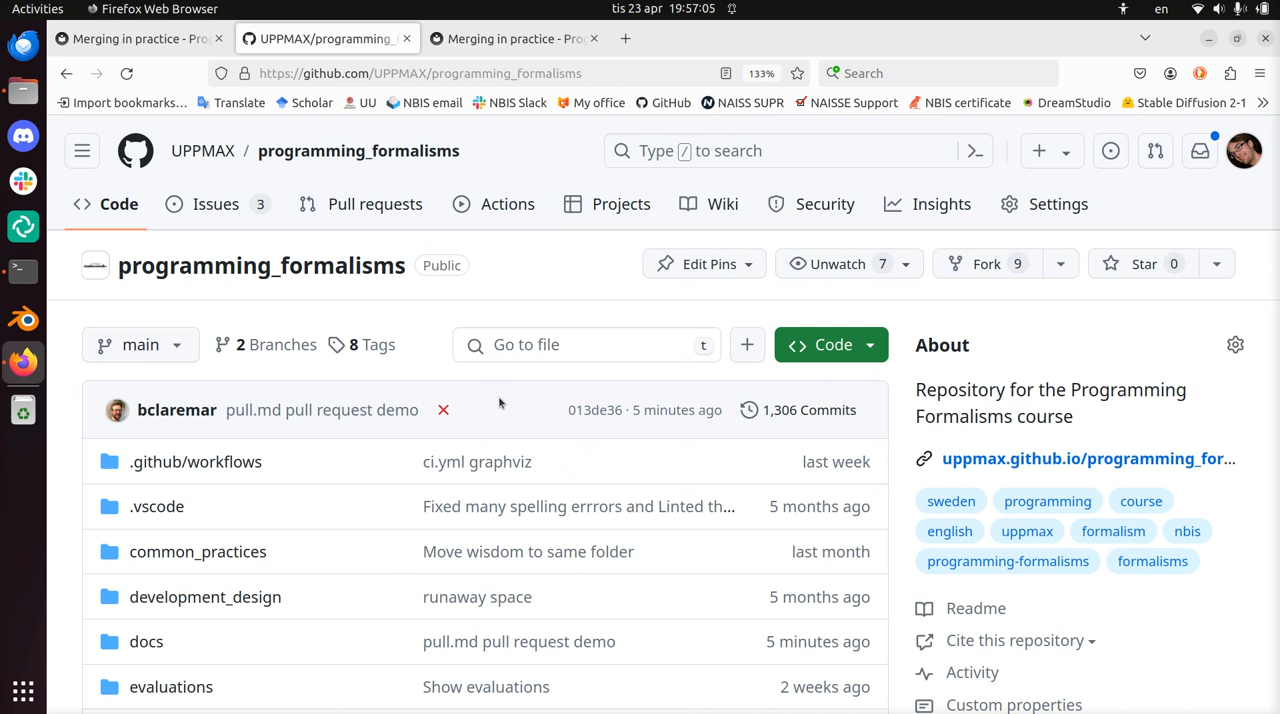 Activities Firefox Web Browser tis 23 apr 19:57:05 en
Merging in practice - Prog UPPMAX/programming_f Merging in practice - Prog
https://github.com/UPPMAX/programming_formalisms 133% Search
Import bookmarks... Translate Scholar UU NBIS email NBIS Slack My office GitHub NAISS SUPR NAISSE Support NBIS certificate DreamStudio Stable Diffusion 2-1
UPPMAX / programming_formalisms Type / to search
Code Issues 3 Pull requests Actions Projects Wiki Security Insights Settings
programming_formalisms Public Edit Pins Unwatch 7 Fork 9 Star 0
main 2 Branches 8 Tags Go to file t Code About
Repository for the Programming
Formalisms course
bclaremar pull.md pull request demo 013de36 · 5 minutes ago 1,306 Commits
.github/workflows ci.yml graphviz last week
uppmax.github.io/programming_for...
.vscode Fixed many spelling errrors and Linted th... 5 months ago
sweden programming course
english uppmax formalism nbis
common_practices Move wisdom to same folder last month
programming-formalisms formalisms
development_design runaway space 5 months ago
Readme
docs pull.md pull request demo 5 minutes ago
Cite this repository
Activity
evaluations Show evaluations 2 weeks ago
Custom properties